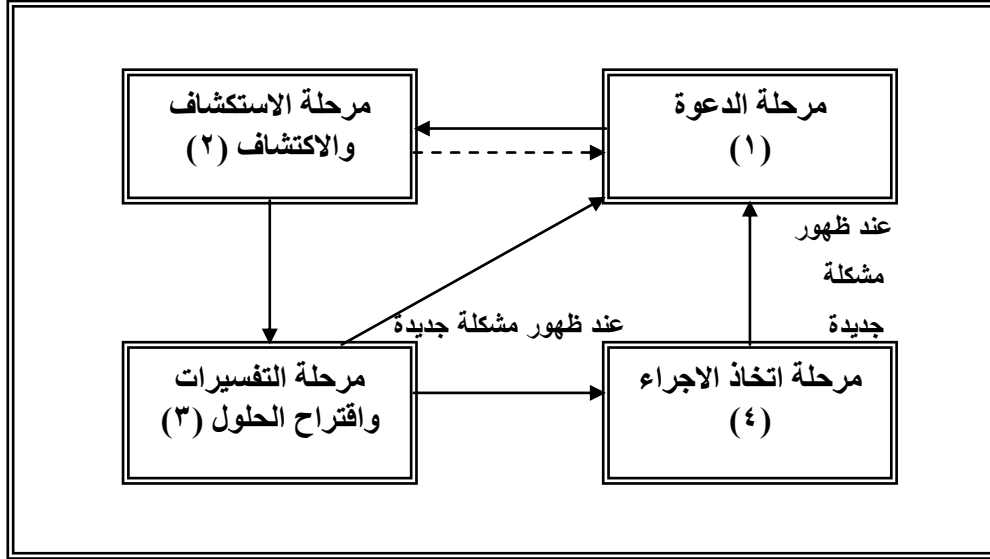 مرحلة الدعوة
(١)
مرحلة الاستكشاف
والاكتشاف (٢)
عند ظهور
مشكلة
جديدة
عند ظهور مشكلة جديدة
مرحلة التفسيرات
واقتراح الحلول (٣)
مرحلة اتخاذ الاجراء
(٤)